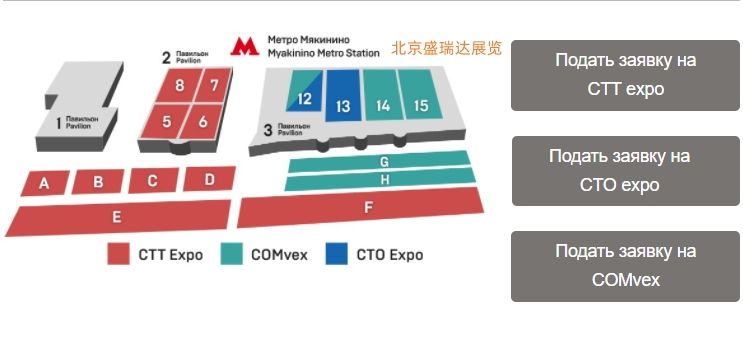 Метро Мякинино
Myakinino Metro Station
北京盛瑞达展览
2 Павильон
Pavilion
8 7
5 6
1 Павильон
Pavilion
12 13 14 15
3 Павильон
Pavilion
A B C D
E
G
H
F
CTT Expo
COMvex
CTO Expo
Подать заявку на
CTT expo
Подать заявку на
CTO expo
Подать заявку на
COMvex